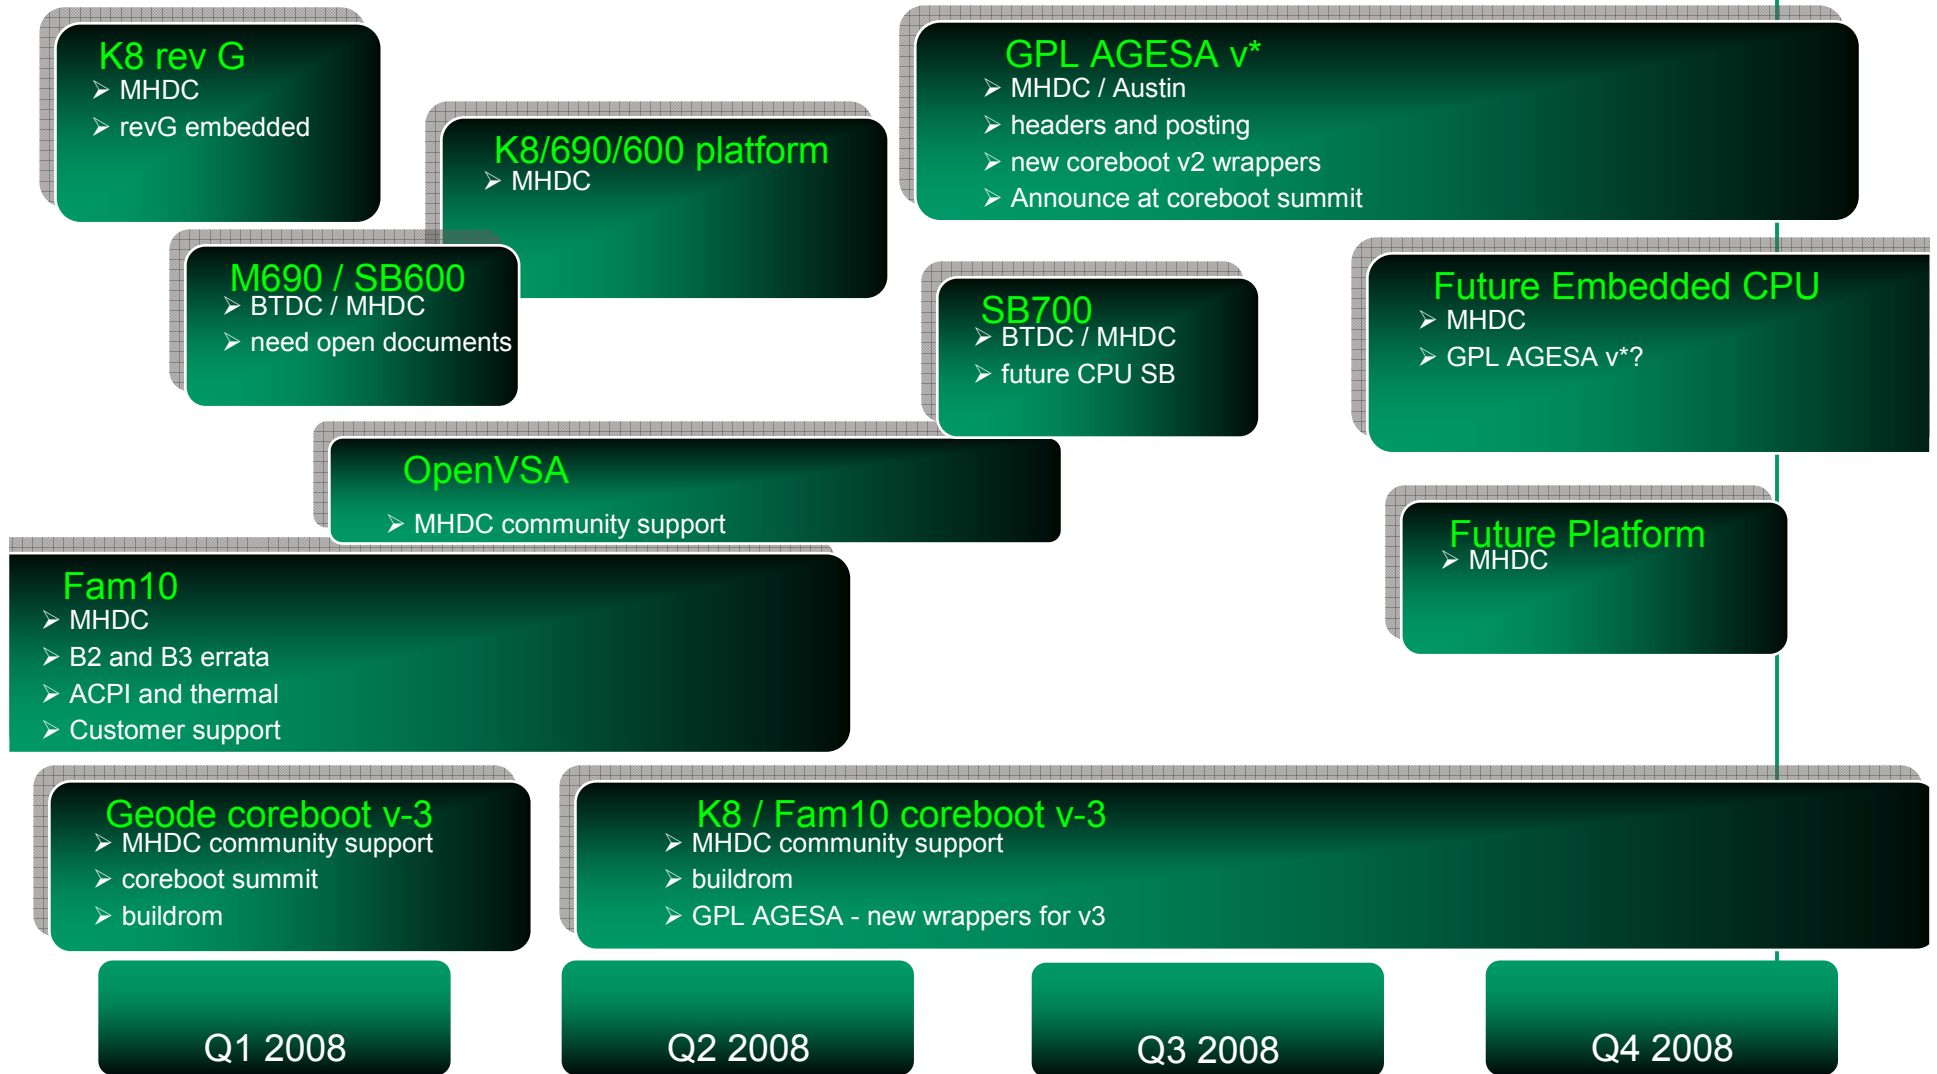 K8 rev G
➢ MHDC
➢ revG embedded
GPL AGESA v*
➢ MHDC / Austin
➢ headers and posting
➢ new coreboot v2 wrappers
➢ Announce at coreboot summit
K8/690/600 platform
➢ MHDC
M690 / SB600
➢ BTDC / MHDC
➢ need open documents
SB700
➢ BTDC / MHDC
➢ future CPU SB
Future Embedded CPU
➢ MHDC
➢ GPL AGESA v*?
OpenVSA
➢ MHDC community support
Future Platform
➢ MHDC
Fam10
➢ MHDC
➢ B2 and B3 errata
➢ ACPI and thermal
➢ Customer support
Geode coreboot v-3
➢ MHDC community support
➢ coreboot summit
➢ buildrom
K8 / Fam10 coreboot v-3
➢ MHDC community support
➢ buildrom
➢ GPL AGESA - new wrappers for v3
Q1 2008
Q2 2008
Q3 2008
Q4 2008